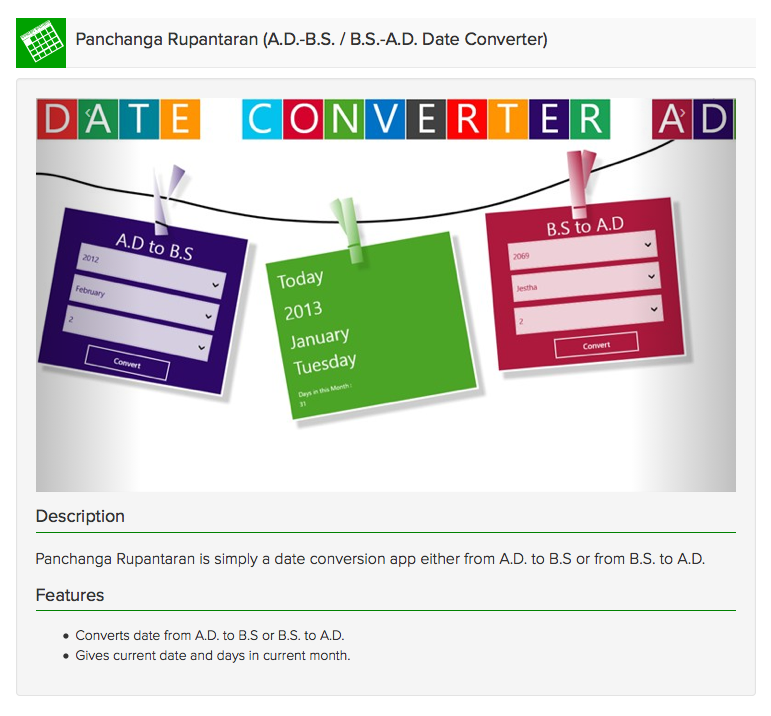 Panchanga Rupantaran (A.D.-B.S. / B.S.-A.D. Date Converter)
DATE CONVERTER AD
A.D to B.S
2012
February
2
Convert
Today
2013
January
Tuesday
Days in this Month :
31
B.S to A.D
2069
Jestha
2
Convert
Description
Panchanga Rupantaran is simply a date conversion app either from A.D. to B.S or from B.S. to A.D.
Features
• Converts date from A.D. to B.S or B.S. to A.D.
• Gives current date and days in current month.